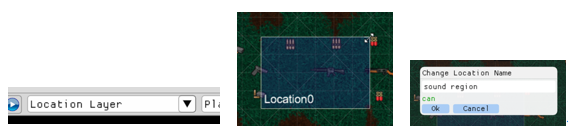 Location Layer
Pla
Location0
Change Location Name
sound region
can
Ok
Cancel